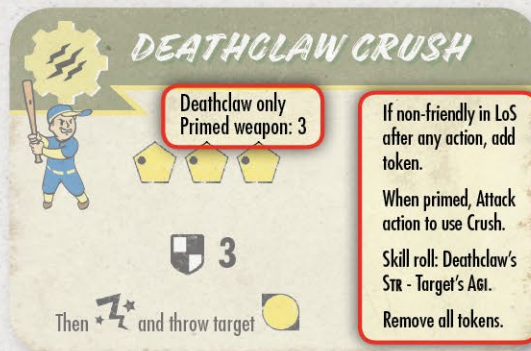 DEATHCLAW CRUSH
Deathclaw only
Primed weapon: 3
3
Then and throw target
If non-friendly in LoS
after any action, add
token.
When primed, Attack
action to use Crush.
Skill roll: Deathclaw's
STR - Target's AGI.
Remove all tokens.